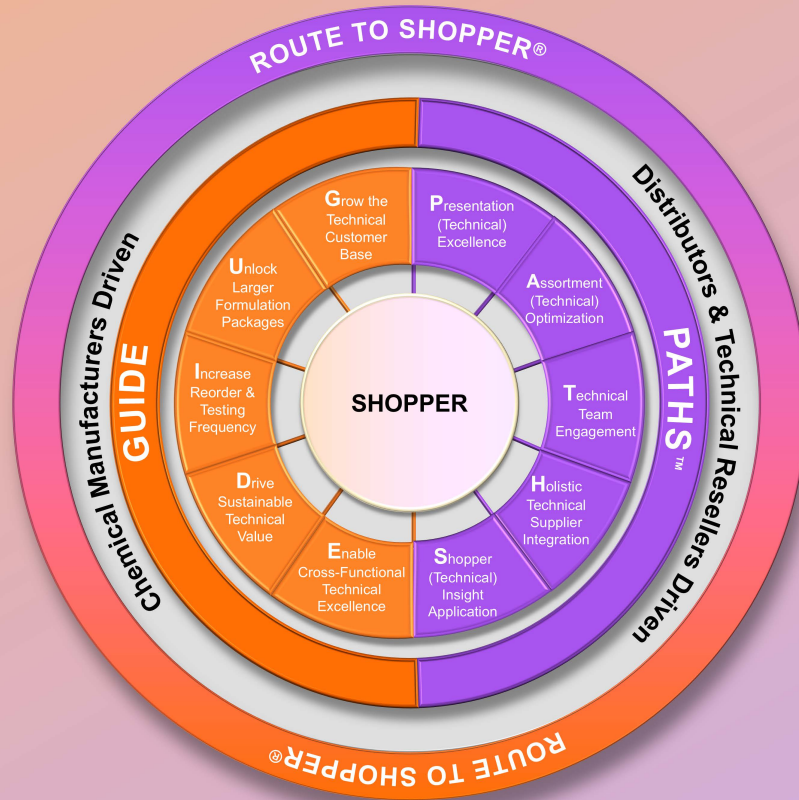 ROUTE TO SHOPPER®
Chemical Manufacturers Driven
GUIDE
Grow the
Technical
Customer
Base
Unlock
Larger
Formulation
Packages
Increase
Reorder &
Testing
Frequency
Drive
Sustainable
Technical
Value
Enable
Cross-Functional
Technical
Excellence
SHOPPER
Presentation
(Technical)
Excellence
Assortment
(Technical)
Optimization
Technical
Team
Engagement
Holistic
Technical
Supplier
Integration
Shopper
(Technical)
Insight
Application
PATHS™
Distributors & Technical Resellers Driven
ROUTE TO SHOPPER®